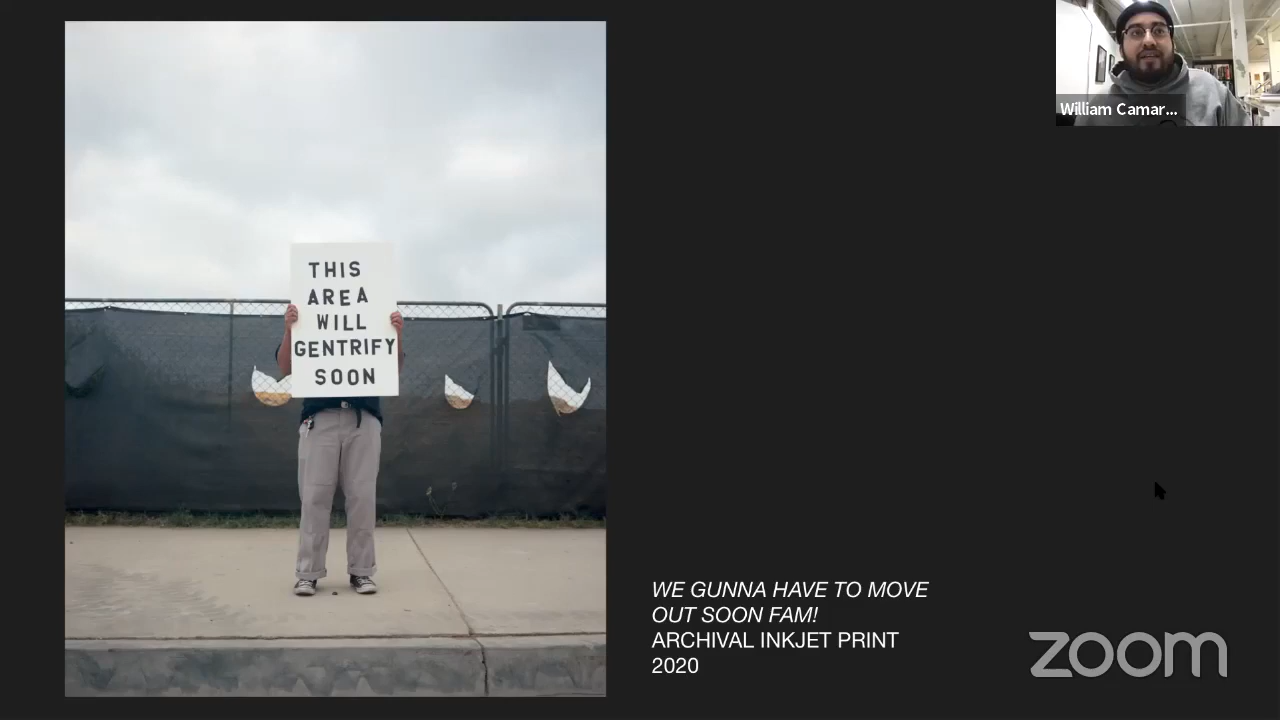 William Camar...
THIS
AREA
WILL
GENTRIFY
SOON
WE GUNNA HAVE TO MOVE
OUT SOON FAM!
ARCHIVAL INKJET PRINT
2020
zoom